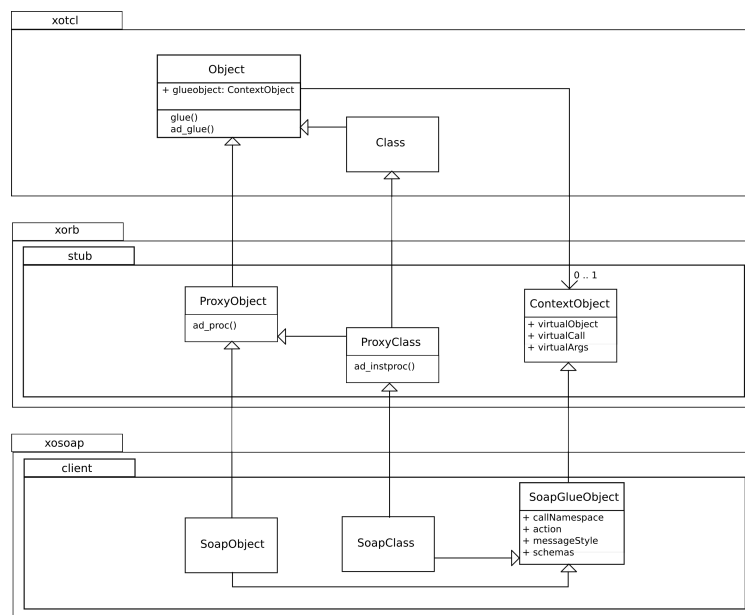 xotcl
Object
+ glueobject: ContextObject
glue()
ad_glue()
Class
xorb
stub
0 .. 1
ProxyObject
ad_proc()
ContextObject
+ virtualObject
+ virtualCall
+ virtualArgs
ProxyClass
ad_instproc()
xosoap
client
SoapGlueObject
+ callNamespace
+ action
+ messageStyle
+ schemas
SoapObject
SoapClass